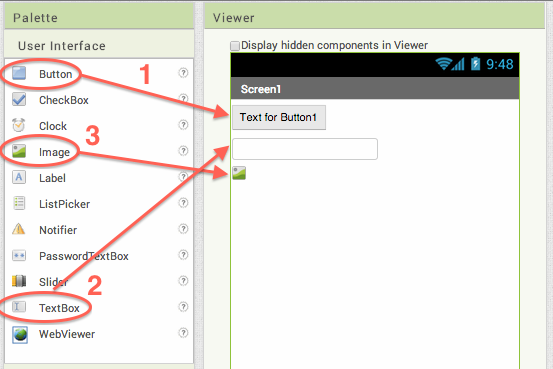 Palette
User Interface
Button
CheckBox
Clock
Image
Label
ListPicker
Notifier
PasswordTextBox
Slider
TextBox
WebViewer
? 
?
?
?
?
?
?
?
?
?
?
1
3
2
Viewer
Display hidden components in Viewer
9:48
Screen1
Text for Button1